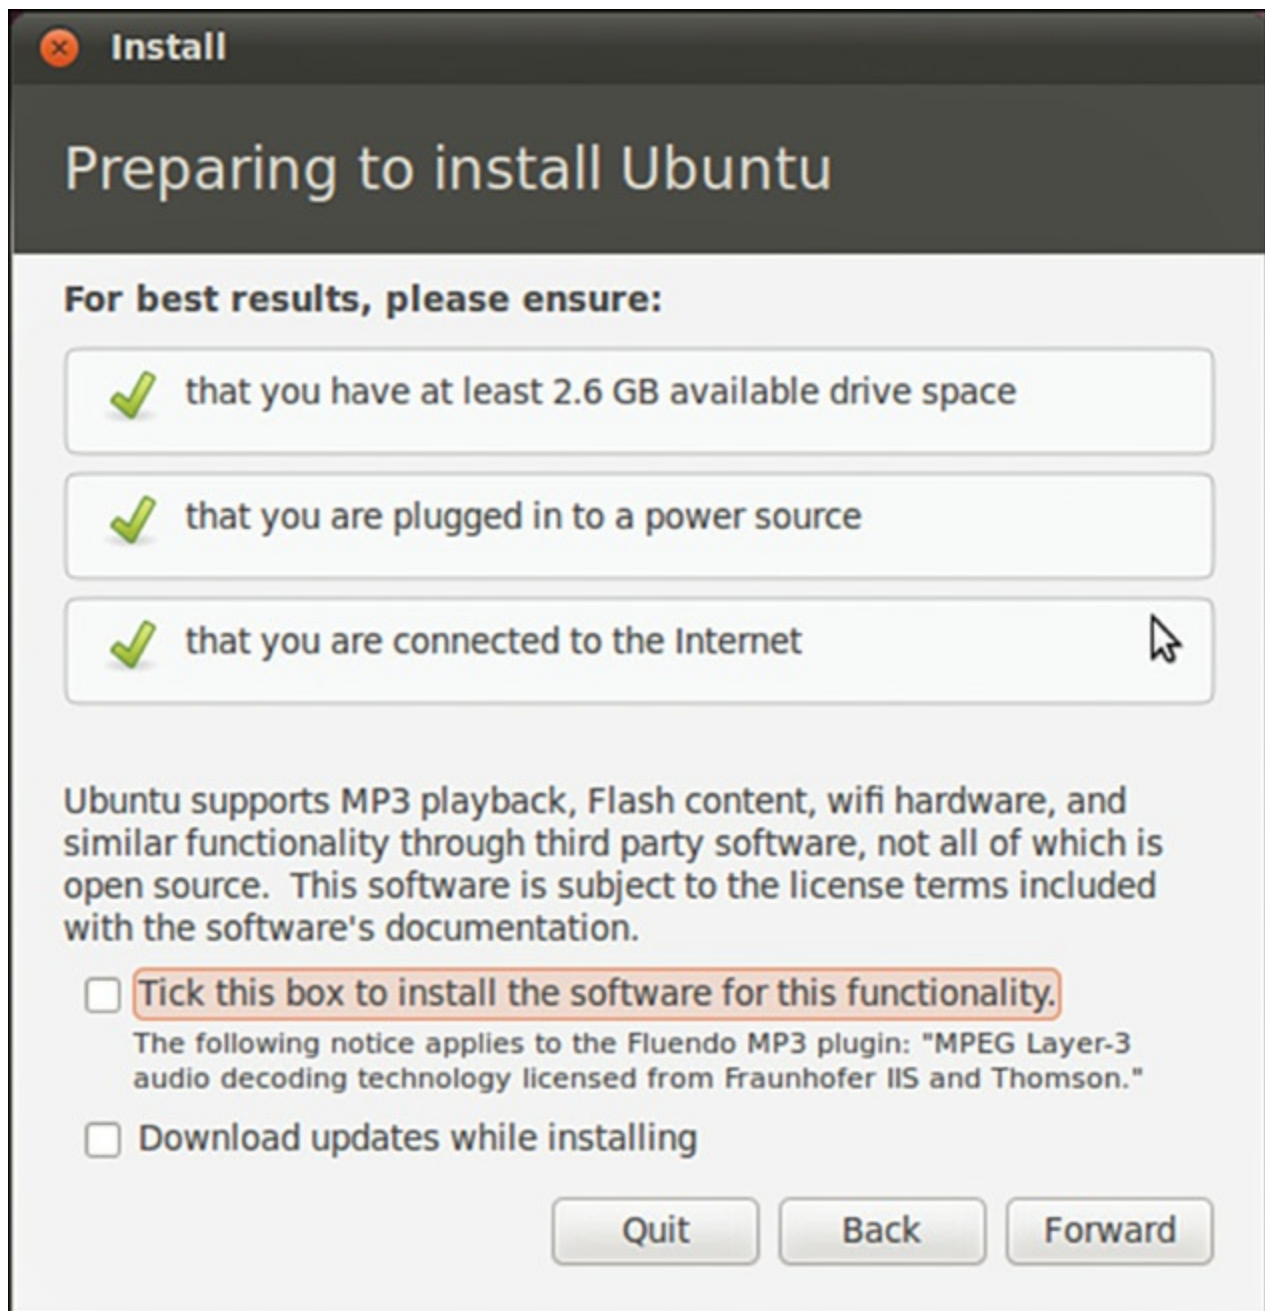 Install
Preparing to install Ubuntu
For best results, please ensure:
that you have at least 2.6 GB available drive space
that you are plugged in to a power source
that you are connected to the Internet
Ubuntu supports MP3 playback, Flash content, wifi hardware, and
similar functionality through third party software, not all of which is
open source.  This software is subject to the license terms included
with the software's documentation.
Tick this box to install the software for this functionality.
The following notice applies to the Fluendo MP3 plugin: "MPEG Layer-3
audio decoding technology licensed from Fraunhofer IIS and Thomson."
Download updates while installing
Quit Back Forward